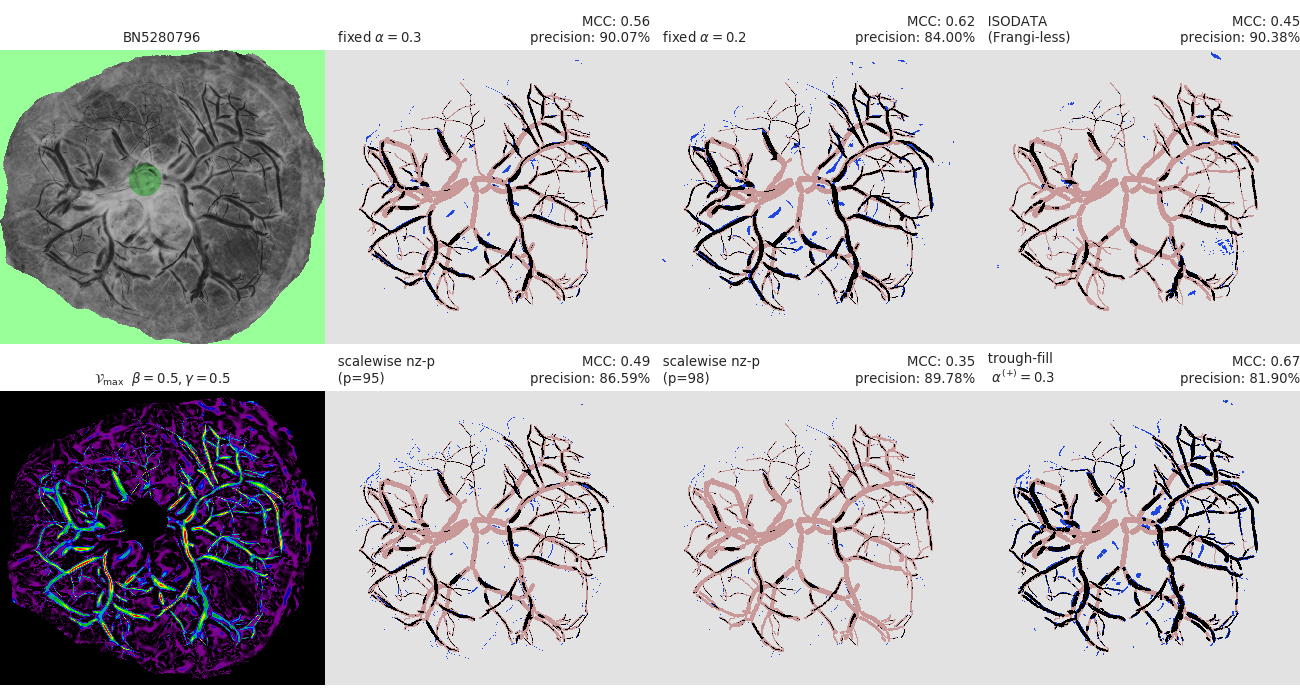 BN5280796
fixed α = 0.3
MCC: 0.56
precision: 90.07%
fixed α = 0.2
MCC: 0.62
precision: 84.00%
ISODATA
(Frangi-less)
MCC: 0.45
precision: 90.38%
𝒱max β = 0.5, γ = 0.5
scalewise nz-p
(p=95)
MCC: 0.49
precision: 86.59%
scalewise nz-p
(p=98)
MCC: 0.35
precision: 89.78%
trough-fill
α(+) = 0.3
MCC: 0.67
precision: 81.90%